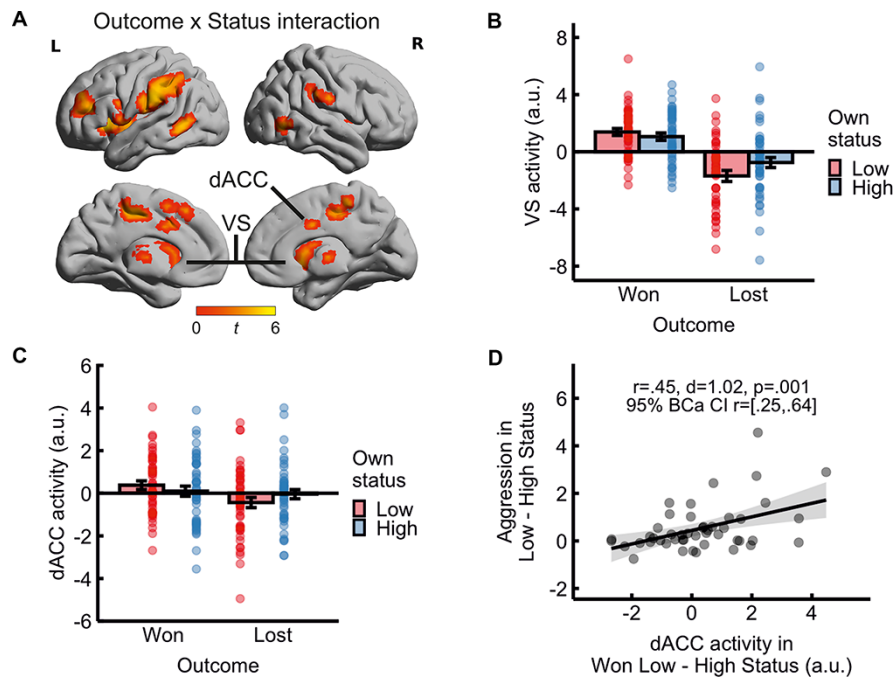 A
Outcome x Status interaction
L
R
dACC
VS
0 t 6
B
VS activity (a.u.)
8
4
0
-4
-8
Won Lost
Outcome
Own
status
Low
High
C
dACC activity (a.u.)
6
4
2
0
-2
-4
-6
Won Lost
Outcome
Own
status
Low
High
D
Aggression in
Low - High Status
6
4
2
0
-2
r=.45, d=1.02, p=.001
95% BCa CI r=[.25,.64]
-2 0 2 4
dACC activity in
Won Low - High Status (a.u.)